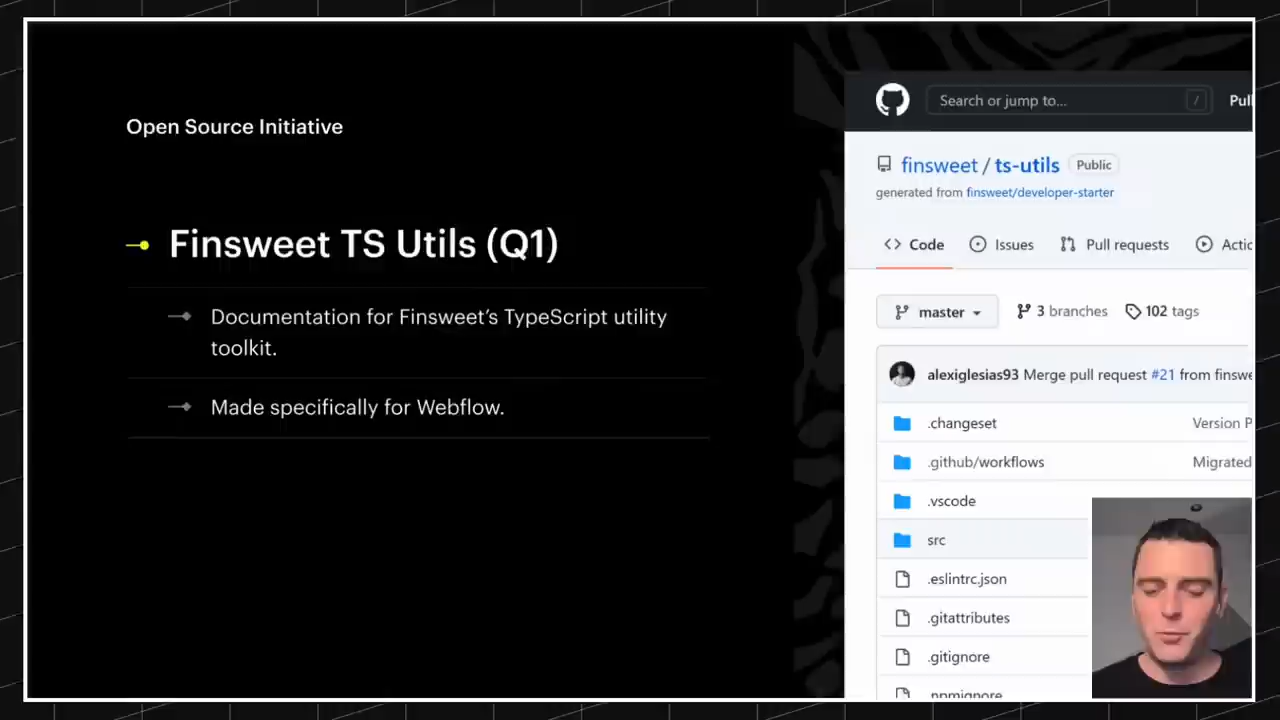 Open Source Initiative
Finsweet TS Utils (Q1)
Documentation for Finsweet’s TypeScript utility
toolkit.
Made specifically for Webflow.
Search or jump to... /
Pul
finsweet / ts-utils Public
generated from finsweet/developer-starter
Code Issues Pull requests Actic
master 3 branches 102 tags
alexiglesias93 Merge pull request #21 from finswe
.changeset Version P
.github/workflows Migrated
.vscode
src
.eslintrc.json
.gitattributes
.gitignore
.npmignore